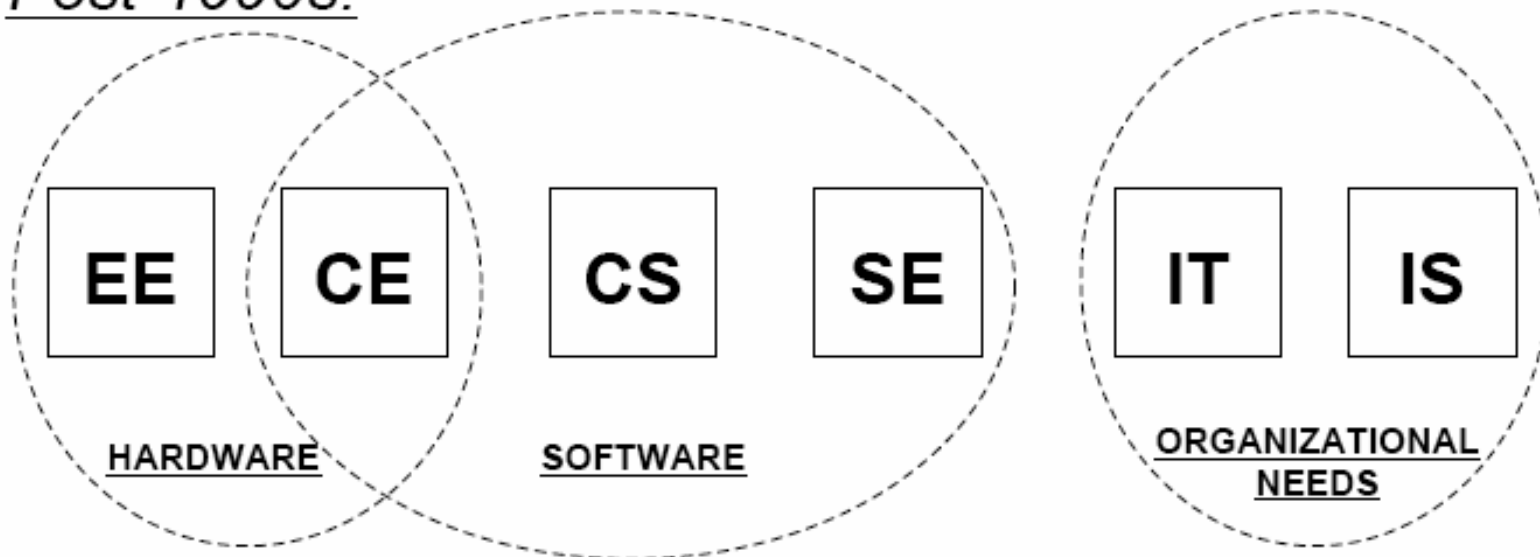 EE CE CS SE IT IS
HARDWARE SOFTWARE ORGANIZATIONAL
NEEDS